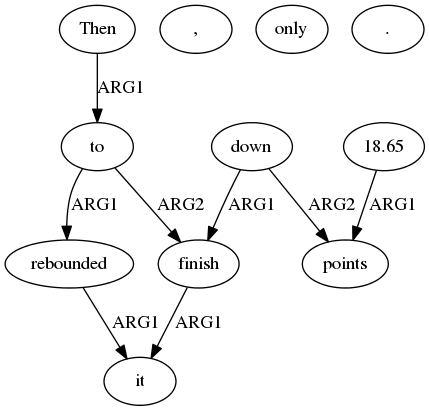 Then , only .
ARG1
to down 18.65
ARG1 ARG2 ARG1 ARG2 ARG1
rebounded finish points
ARG1 ARG1
it